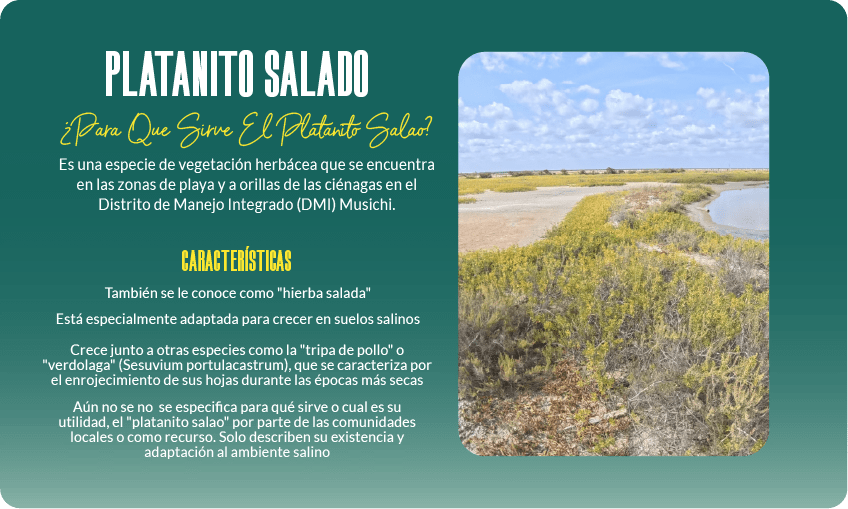 PLATANITO SALADO
¿Para Que Sirve El Platanito Salao?
Es una especie de vegetación herbácea que se encuentra
en las zonas de playa y a orillas de las ciénagas en el
Distrito de Manejo Integrado (DMI) Musichi.
CARACTERÍSTICAS
También se le conoce como "hierba salada"
Está especialmente adaptada para crecer en suelos salinos
Crece junto a otras especies como la "tripa de pollo" o
"verdolaga" (Sesuvium portulacastrum), que se caracteriza por
el enrojecimiento de sus hojas durante las épocas más secas
Aún no se no se especifica para qué sirve o cual es su
utilidad, el "platanito salao" por parte de las comunidades
locales o como recurso. Solo describen su existencia y
adaptación al ambiente salino